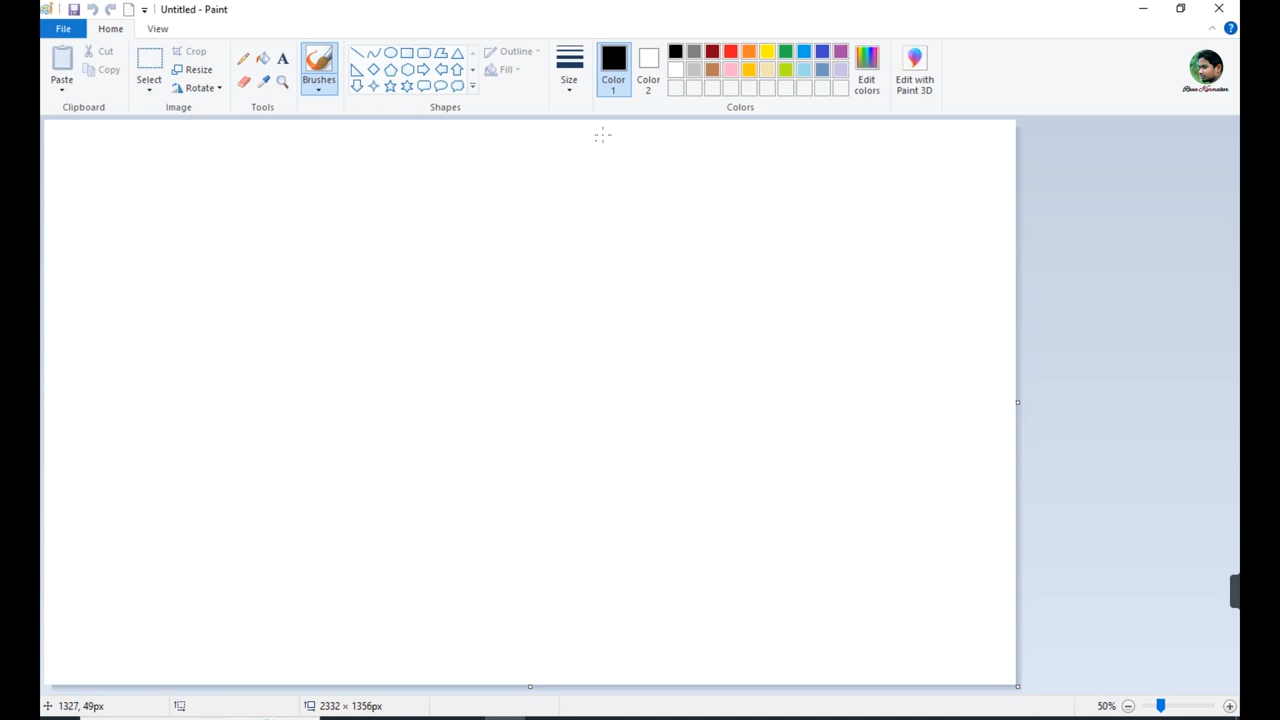 Untitled - Paint
File Home View
Paste
Cut
Copy
Clipboard
Select
Crop
Resize
Rotate
Image
A
Tools
Brushes
Shapes
Outline
Fill
Size
Color 1
Color 2
Colors
Edit colors
Edit with Paint 3D
1327, 49px
2332 × 1356px
50%